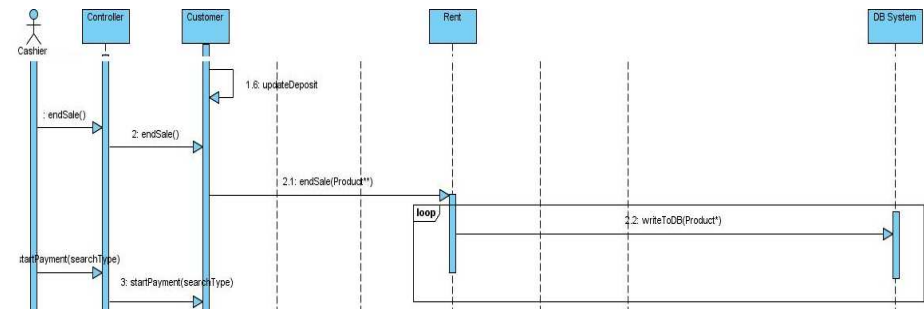 Controller
Customer
Rent
DB System
Cashier
1.6: updateDeposit
: endSale()
2: endSale()
2.1: endSale(Product**)
loop
2.2: writeToDB(Product*)
startPayment(searchType)
3: startPayment(searchType)